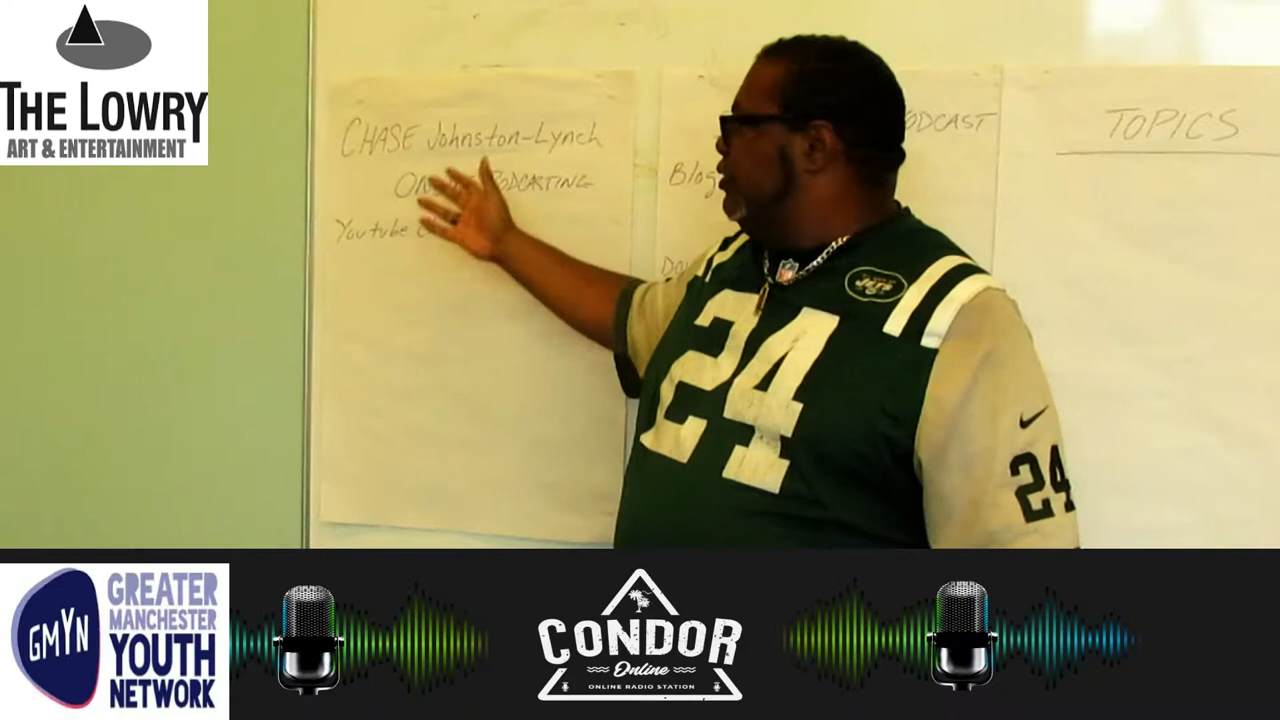 THE LOWRY
ART & ENTERTAINMENT
CHASE Johnston-Lynch
PODCASTING
Youtube
Blog
PODCAST
TOPICS
JETS
24
24
GMYN
GREATER
MANCHESTER
YOUTH
NETWORK
CONDOR
Online
ONLINE RADIO STATION